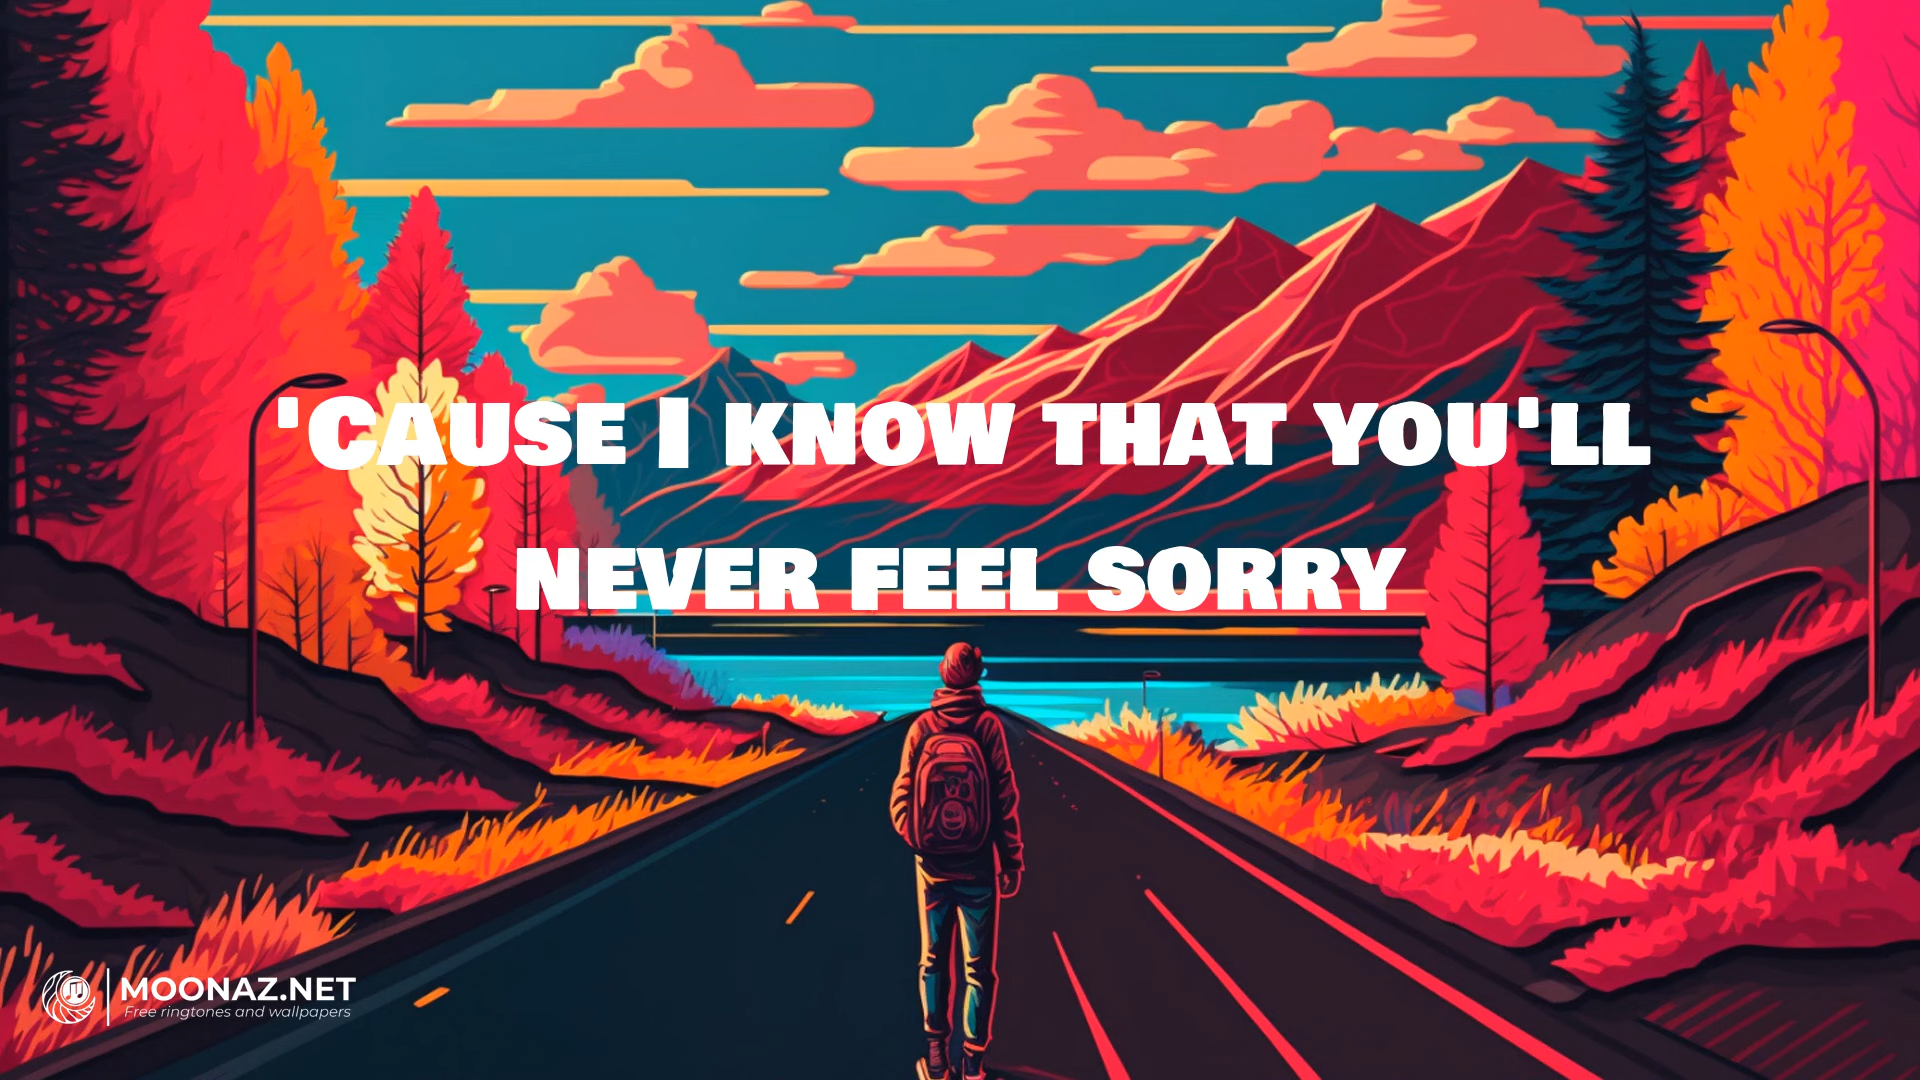 'Cause I know that you'll
never feel sorry
MOONAZ.NET
Free ringtones and wallpapers